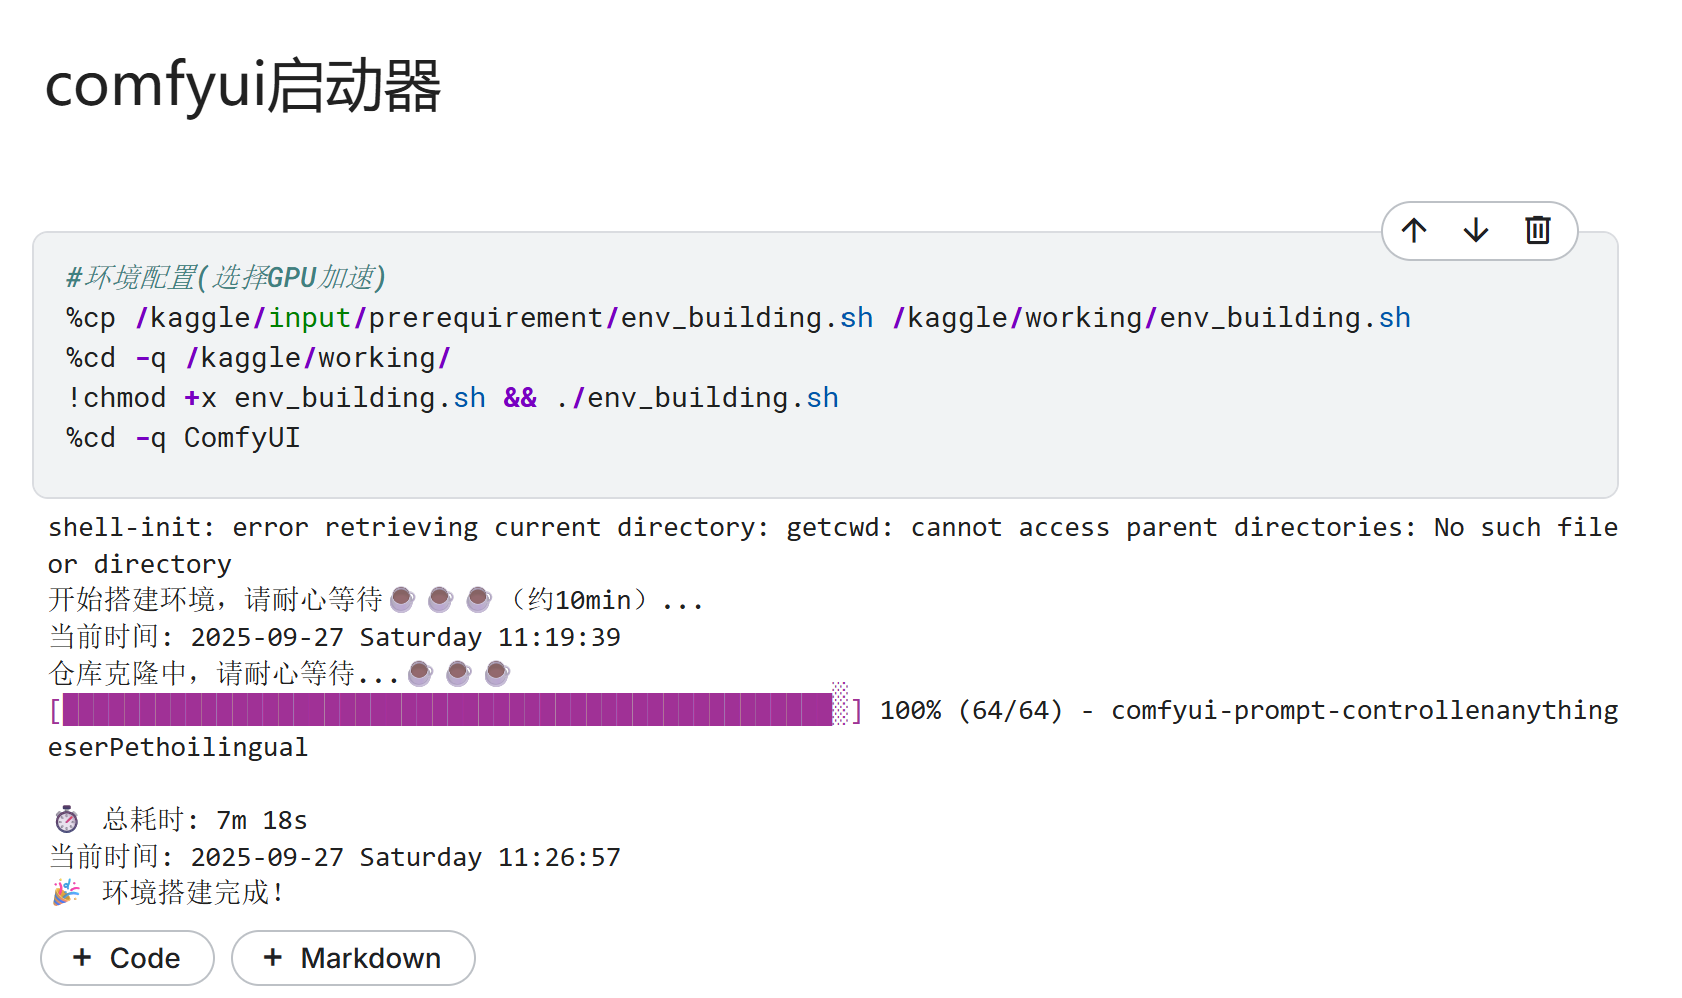 comfyui启动器
#环境配置(选择GPU加速)
%cp /kaggle/input/prerequirement/env_building.sh /kaggle/working/env_building.sh
%cd -q /kaggle/working/
!chmod +x env_building.sh && ./env_building.sh
%cd -q ComfyUI
shell-init: error retrieving current directory: getcwd: cannot access parent directories: No such file
or directory
开始搭建环境，请耐心等待☕☕☕（约10min）...
当前时间: 2025-09-27 Saturday 11:19:39
仓库克隆中，请耐心等待...☕☕☕
[██████████████████████████████████████████████████░] 100% (64/64) - comfyui-prompt-controllenanything
eserPethoilingual
⏱ 总耗时: 7m 18s
当前时间: 2025-09-27 Saturday 11:26:57
🎉 环境搭建完成!
+ Code + Markdown